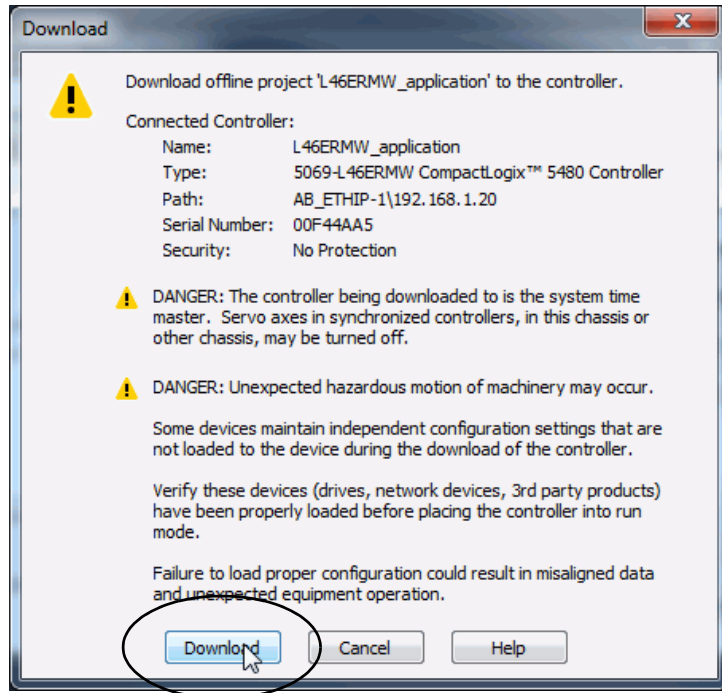 Download
Download offline project 'L46ERMW_application' to the controller.
Connected Controller:
Name: L46ERMW_application
Type: 5069-L46ERMW CompactLogix™ 5480 Controller
Path: AB_ETHIP-1\192.168.1.20
Serial Number: 00F44AA5
Security: No Protection
DANGER: The controller being downloaded to is the system time
master. Servo axes in synchronized controllers, in this chassis or
other chassis, may be turned off.
DANGER: Unexpected hazardous motion of machinery may occur.
Some devices maintain independent configuration settings that are
not loaded to the device during the download of the controller.
Verify these devices (drives, network devices, 3rd party products)
have been properly loaded before placing the controller into run
mode.
Failure to load proper configuration could result in misaligned data
and unexpected equipment operation.
Download Cancel Help